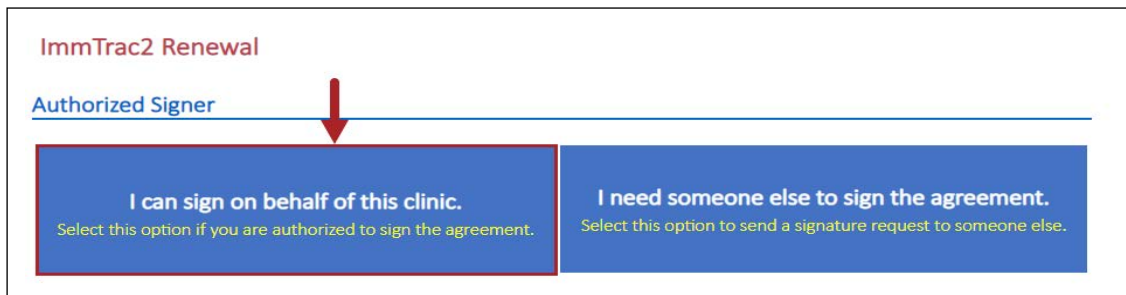 ImmTrac2 Renewal
Authorized Signer
I can sign on behalf of this clinic.
Select this option if you are authorized to sign the agreement.
I need someone else to sign the agreement.
Select this option to send a signature request to someone else.